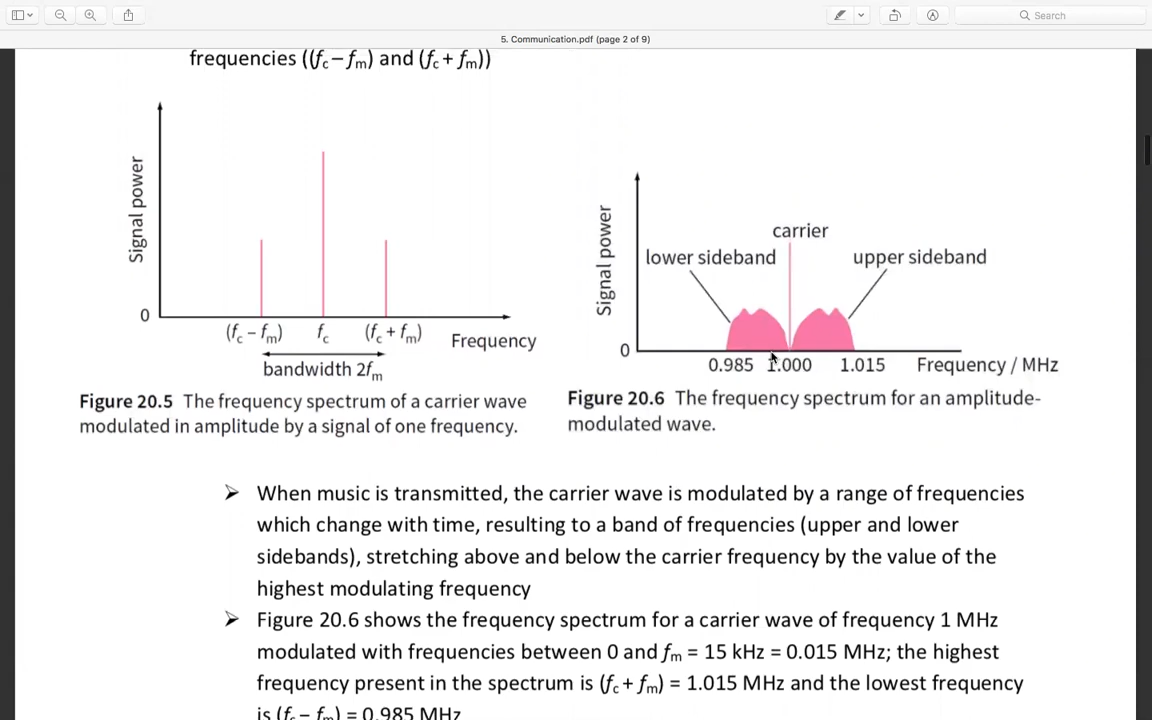 Search
5. Communication.pdf (page 2 of 9)
frequencies ((fc – fm) and (fc + fm))
Signal power
0
(fc – fm) fc (fc + fm) Frequency
bandwidth 2fm
Figure 20.5 The frequency spectrum of a carrier wave
modulated in amplitude by a signal of one frequency.
Signal power
carrier
lower sideband upper sideband
0
0.985 1.000 1.015 Frequency / MHz
Figure 20.6 The frequency spectrum for an amplitude-
modulated wave.
➢ When music is transmitted, the carrier wave is modulated by a range of frequencies
which change with time, resulting to a band of frequencies (upper and lower
sidebands), stretching above and below the carrier frequency by the value of the
highest modulating frequency
➢ Figure 20.6 shows the frequency spectrum for a carrier wave of frequency 1 MHz
modulated with frequencies between 0 and fm = 15 kHz = 0.015 MHz; the highest
frequency present in the spectrum is (fc + fm) = 1.015 MHz and the lowest frequency
is (fc – fm) = 0.985 MHz